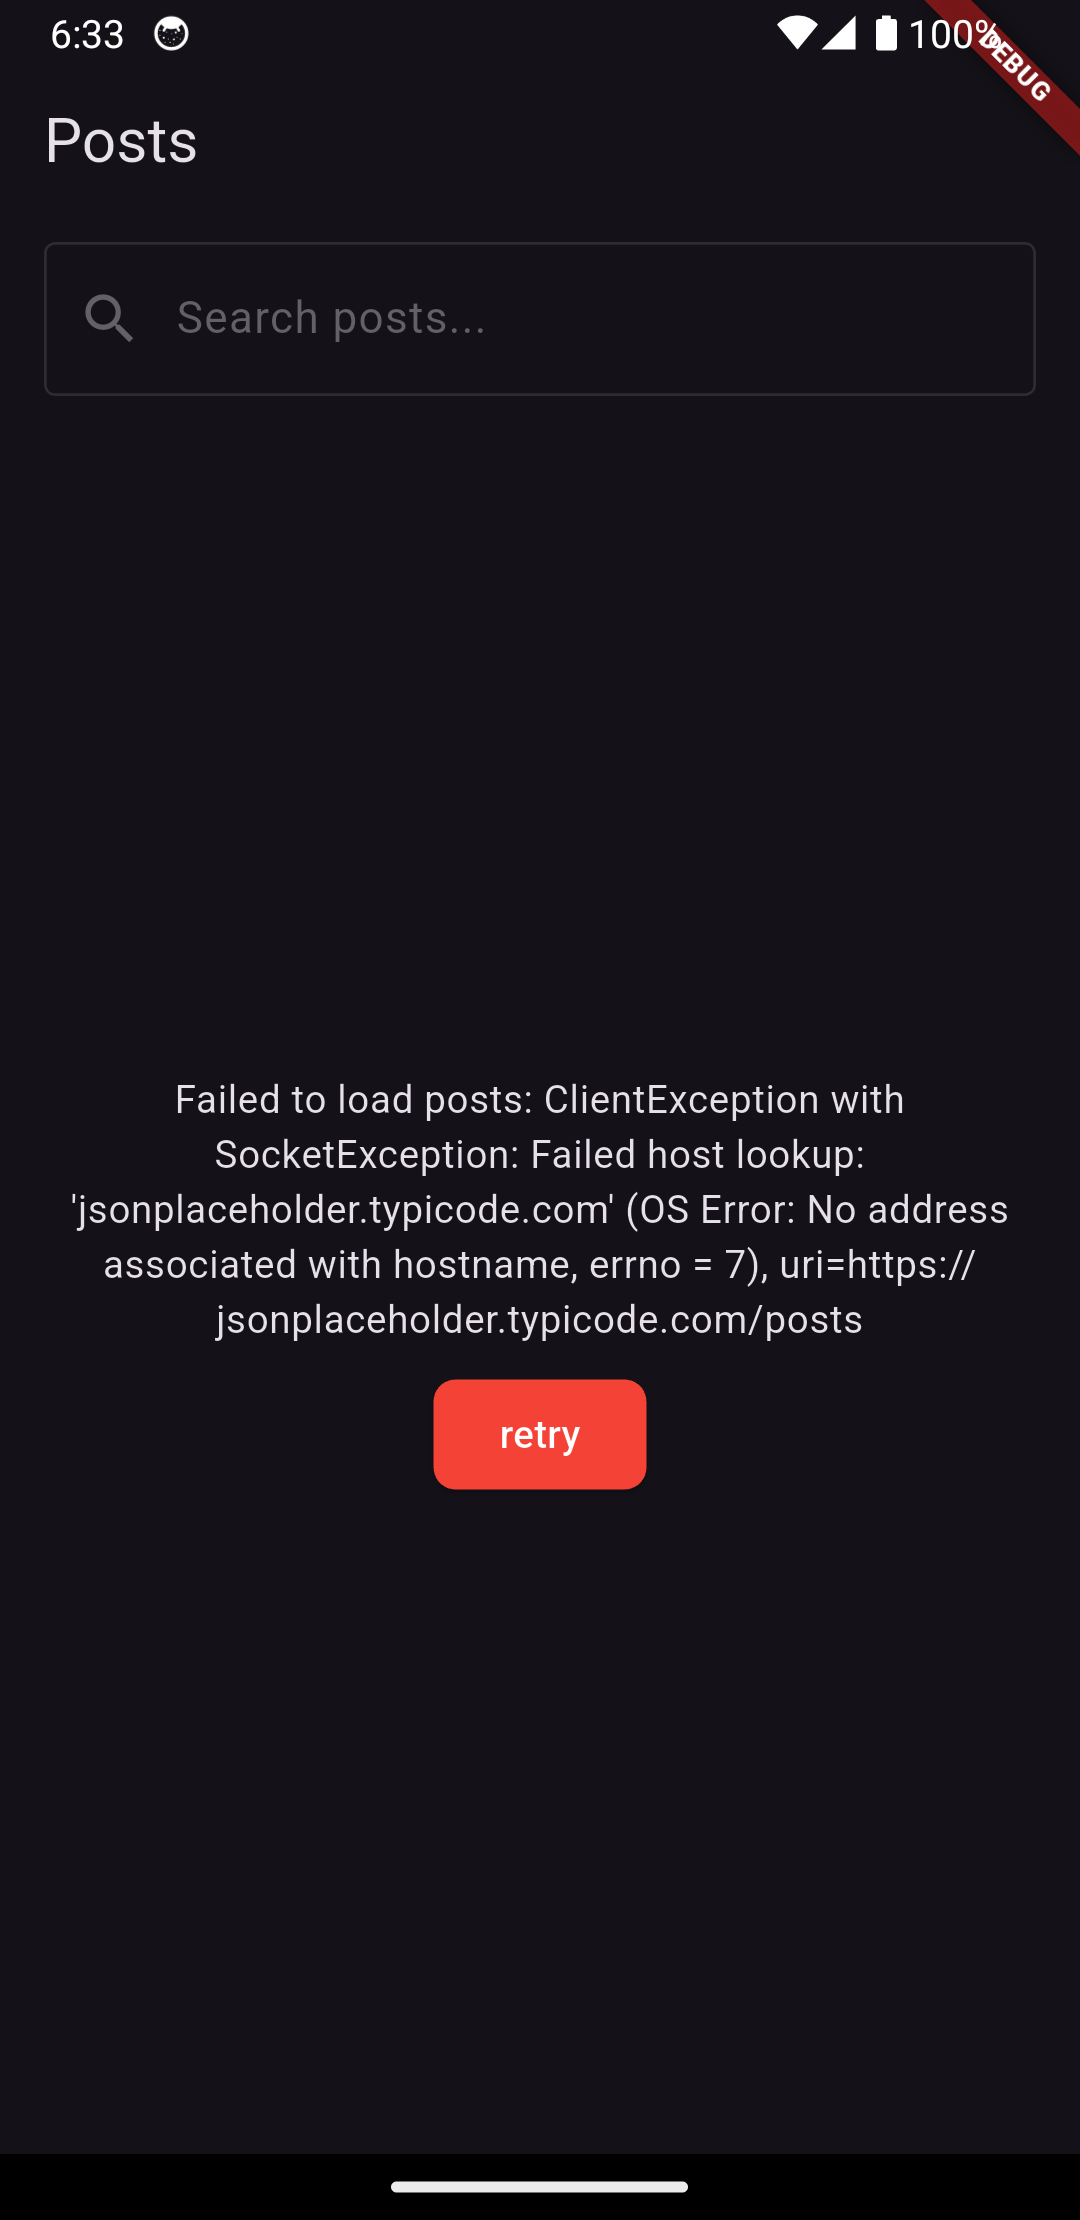 6:33
100%
DEBUG
Posts
Search posts...
Failed to load posts: ClientException with
SocketException: Failed host lookup:
'jsonplaceholder.typicode.com' (OS Error: No address
associated with hostname, errno = 7), uri=https://
jsonplaceholder.typicode.com/posts
retry